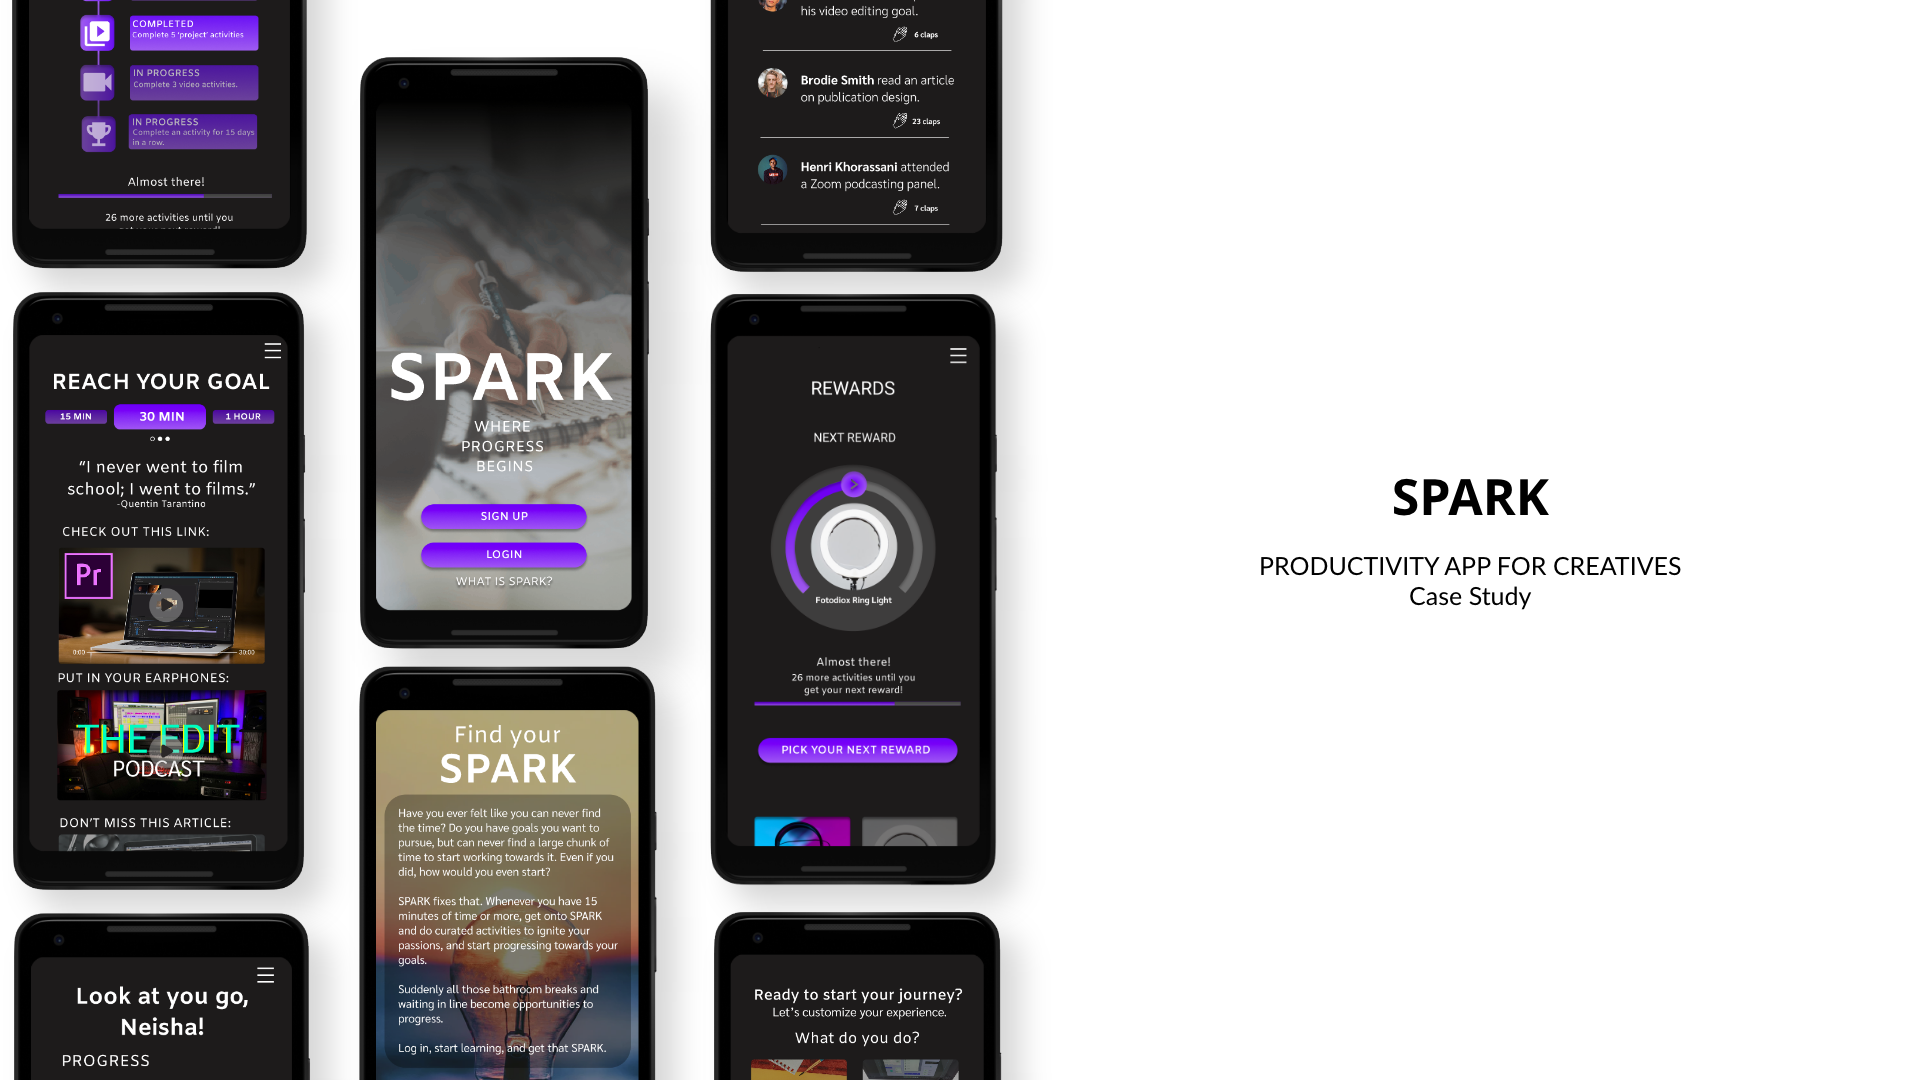 COMPLETED
Complete 5 'project' activities
IN PROGRESS
Complete 3 video activities.
IN PROGRESS
Complete an activity for 15 days
in a row.
Almost there!
26 more activities until you
REACH YOUR GOAL
15 MIN
30 MIN
1 HOUR
"I never went to film
school; I went to films."
-Quentin Tarantino
CHECK OUT THIS LINK:
Pr
0:00
30:00
PUT IN YOUR EARPHONES:
THE EDIT
PODCAST
DON'T MISS THIS ARTICLE:
Look at you go,
Neisha!
PROGRESS
SPARK
WHERE
PROGRESS
BEGINS
SIGN UP
LOGIN
WHAT IS SPARK?
Find your
SPARK
Have you ever felt like you can never find
the time? Do you have goals you want to
pursue, but can never find a large chunk of
time to start working towards it. Even if you
did, how would you even start?
SPARK fixes that. Whenever you have 15
minutes of time or more, get onto SPARK
and do curated activities to ignite your
passions, and start progressing towards your
goals.
Suddenly all those bathroom breaks and
waiting in line become opportunities to
progress.
Log in, start learning, and get that SPARK.
his video editing goal.
6 claps
Brodie Smith read an article
on publication design.
23 claps
Henri Khorassani attended
a Zoom podcasting panel.
7 claps
REWARDS
NEXT REWARD
Fotodiox Ring Light
Almost there!
26 more activities until you
get your next reward!
PICK YOUR NEXT REWARD
Ready to start your journey?
Let's customize your experience.
What do you do?
SPARK
PRODUCTIVITY APP FOR CREATIVES
Case Study